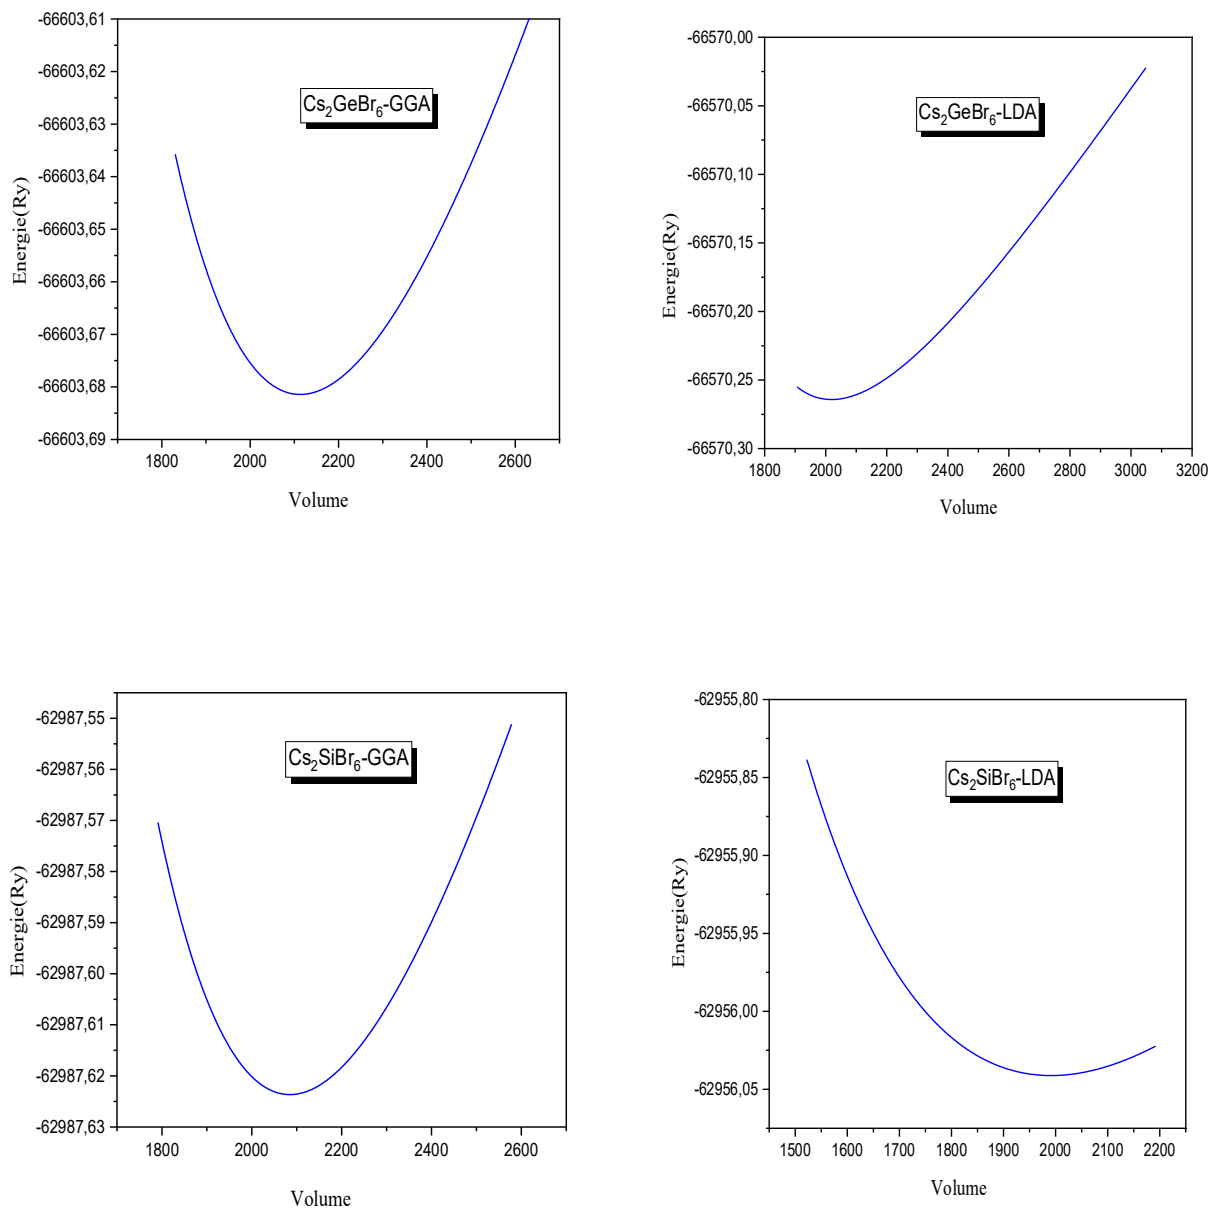 -66603,61
-66603,62
-66603,63
-66603,64
-66603,65
-66603,66
-66603,67
-66603,68
-66603,69
Energie(Ry)
Cs2GeBr6-GGA
1800 2000 2200 2400 2600
Volume
-66570,00
-66570,05
-66570,10
-66570,15
-66570,20
-66570,25
-66570,30
Energie(Ry)
Cs2GeBr6-LDA
1800 2000 2200 2400 2600 2800 3000 3200
Volume
-62987,55
-62987,56
-62987,57
-62987,58
-62987,59
-62987,60
-62987,61
-62987,62
-62987,63
Energie(Ry)
Cs2SiBr6-GGA
1800 2000 2200 2400 2600
Volume
-62955,80
-62955,85
-62955,90
-62955,95
-62956,00
-62956,05
Energie(Ry)
Cs2SiBr6-LDA
1500 1600 1700 1800 1900 2000 2100 2200
Volume